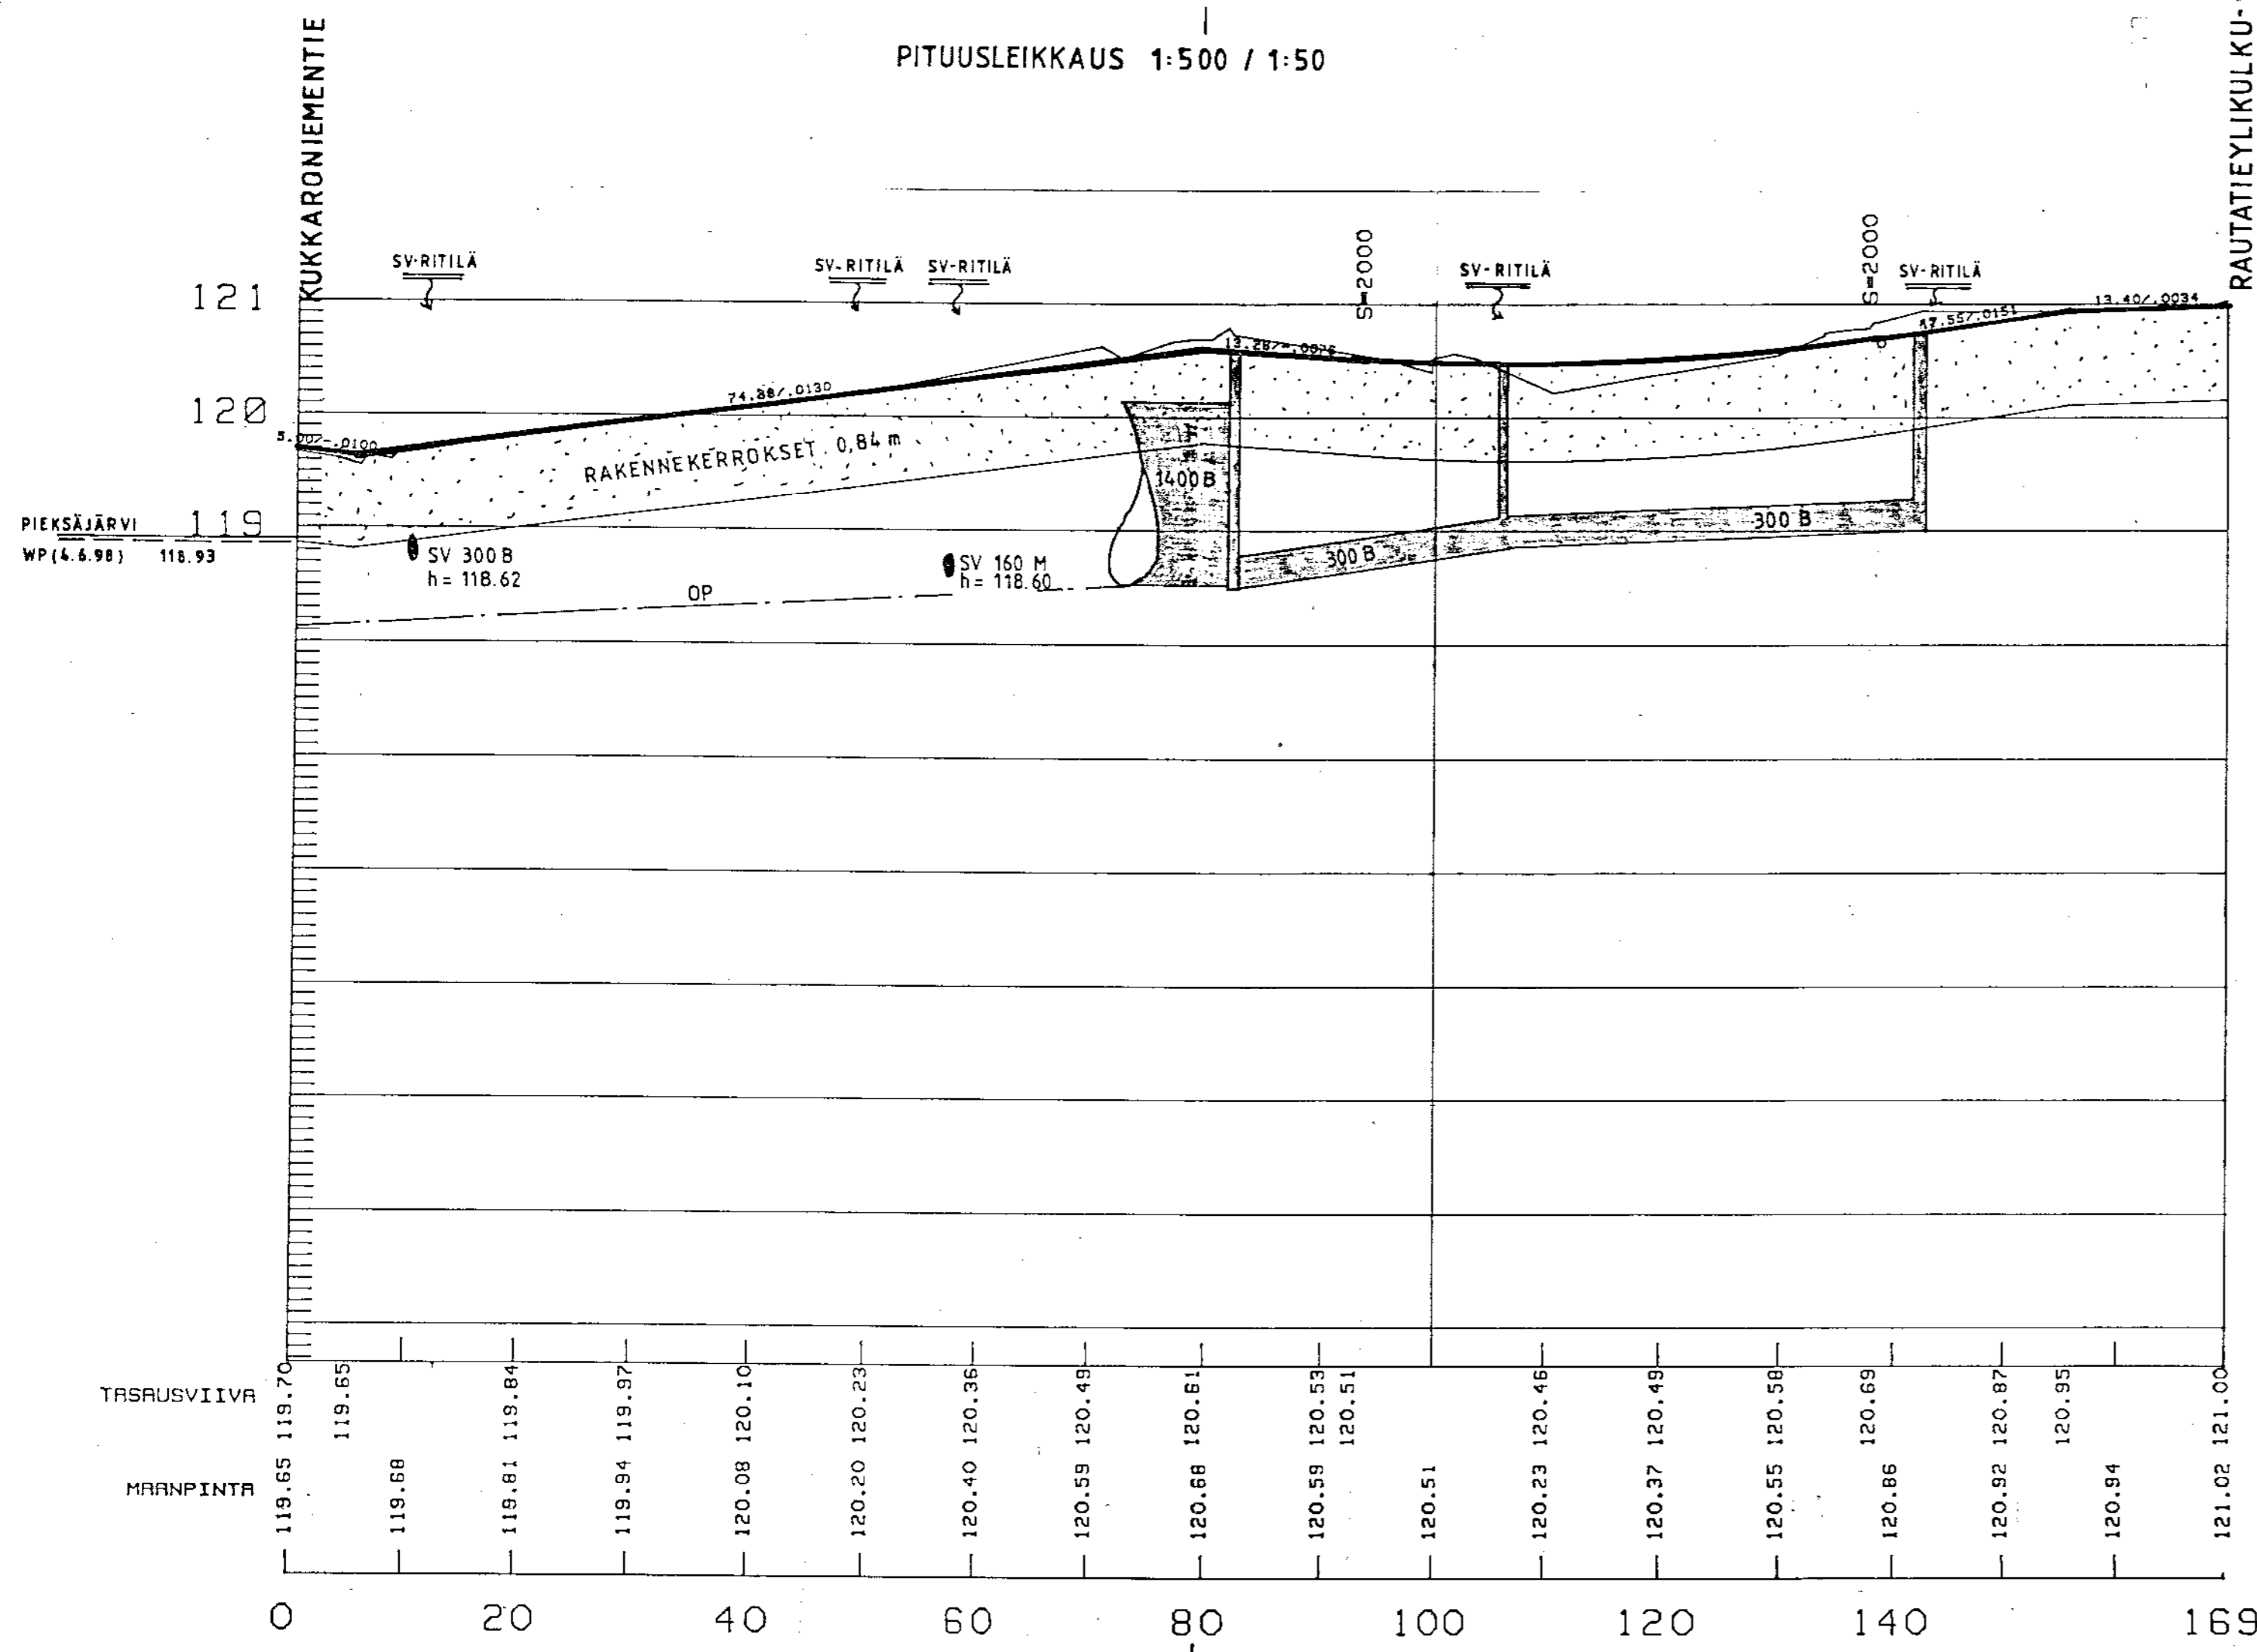 PITUUSLEIKKAUS 1:500 / 1:50
KUKKARONIEMENTIE
RAUTATIEYLIKULKU-
SV-RITILÄ
SV-RITILÄ
SV-RITILÄ
S=2000
SV-RITILÄ
S=2000
SV-RITILÄ
121
13.40/.0034
17.55/.0151
13.28/-.0076
74.88/.0130
120
5.00/-.0100
RAKENNEKERROKSET 0,84 m
1400 B
119
PIEKSÄJÄRVI
WP (4.6.98) 118.93
SV 300 B
h = 118.62
SV 160 M
h = 118.60
300 B
300 B
OP
TASAUSVIIVA 119.70 119.65 119.84 119.97 120.10 120.23 120.36 120.49 120.61 120.53 120.51 120.46 120.49 120.58 120.69 120.87 120.95 121.00
MAANPINTA 119.65 119.68 119.81 119.94 120.08 120.20 120.40 120.59 120.68 120.59 120.51 120.23 120.37 120.55 120.86 120.92 120.94 121.02
0 20 40 60 80 100 120 140 169